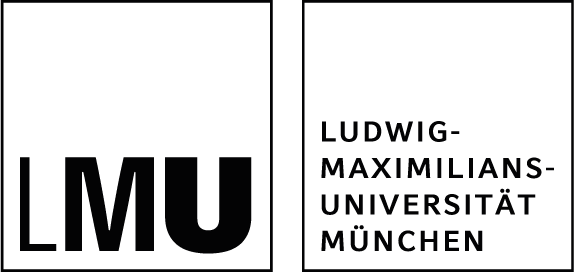 LMU
LUDWIG-
MAXIMILIANS-
UNIVERSITÄT
MÜNCHEN